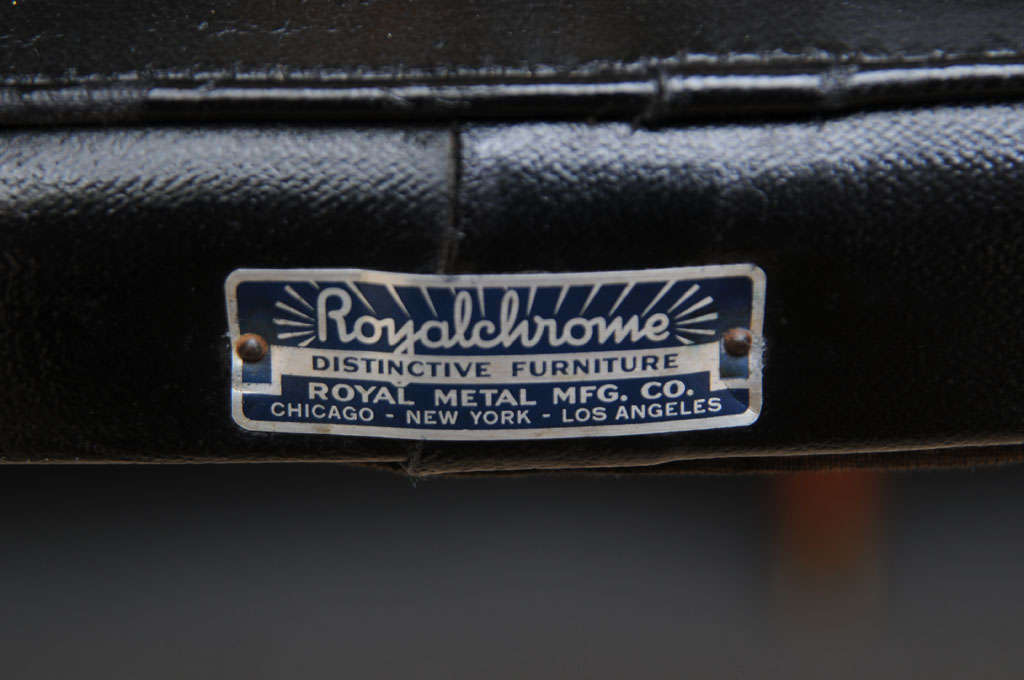 Royalchrome
DISTINCTIVE FURNITURE
ROYAL METAL MFG. CO.
CHICAGO - NEW YORK - LOS ANGELES